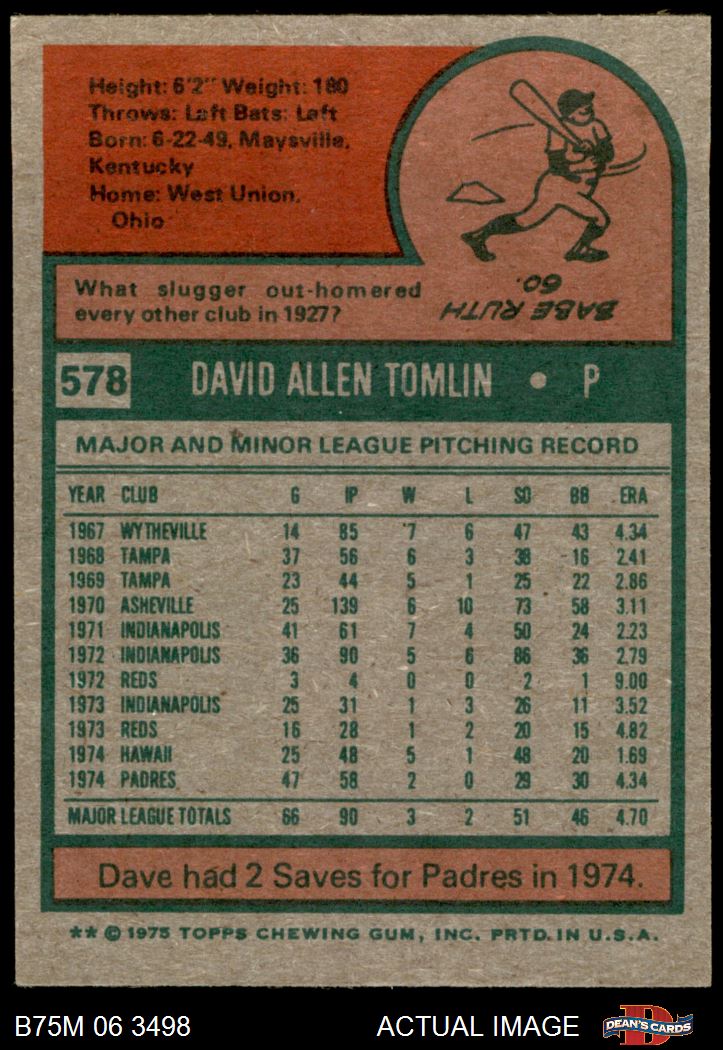 Height: 6'2" Weight: 180
Throws: Left Bats: Left
Born: 6-22-49, Maysville,
Kentucky
Home: West Union,
Ohio
What slugger out-homered
every other club in 1927?
BABE RUTH
60.
578 DAVID ALLEN TOMLIN • P
MAJOR AND MINOR LEAGUE PITCHING RECORD
YEAR CLUB G IP W L SO BB ERA
1967 WYTHEVILLE 14 85 7 6 47 43 4.34
1968 TAMPA 37 56 6 3 38 16 2.41
1969 TAMPA 23 44 5 1 25 22 2.86
1970 ASHEVILLE 25 139 6 10 73 58 3.11
1971 INDIANAPOLIS 41 61 7 4 50 24 2.23
1972 INDIANAPOLIS 36 90 5 6 86 36 2.79
1972 REDS 3 4 0 0 2 1 9.00
1973 INDIANAPOLIS 25 31 1 3 26 11 3.52
1973 REDS 16 28 1 2 20 15 4.82
1974 HAWAII 25 48 5 1 48 20 1.69
1974 PADRES 47 58 2 0 29 30 4.34
MAJOR LEAGUE TOTALS 66 90 3 2 51 46 4.70
Dave had 2 Saves for Padres in 1974.
** © 1975 TOPPS CHEWING GUM, INC. PRTD. IN U.S.A.
B75M 06 3498 ACTUAL IMAGE D DEAN'S CARDS